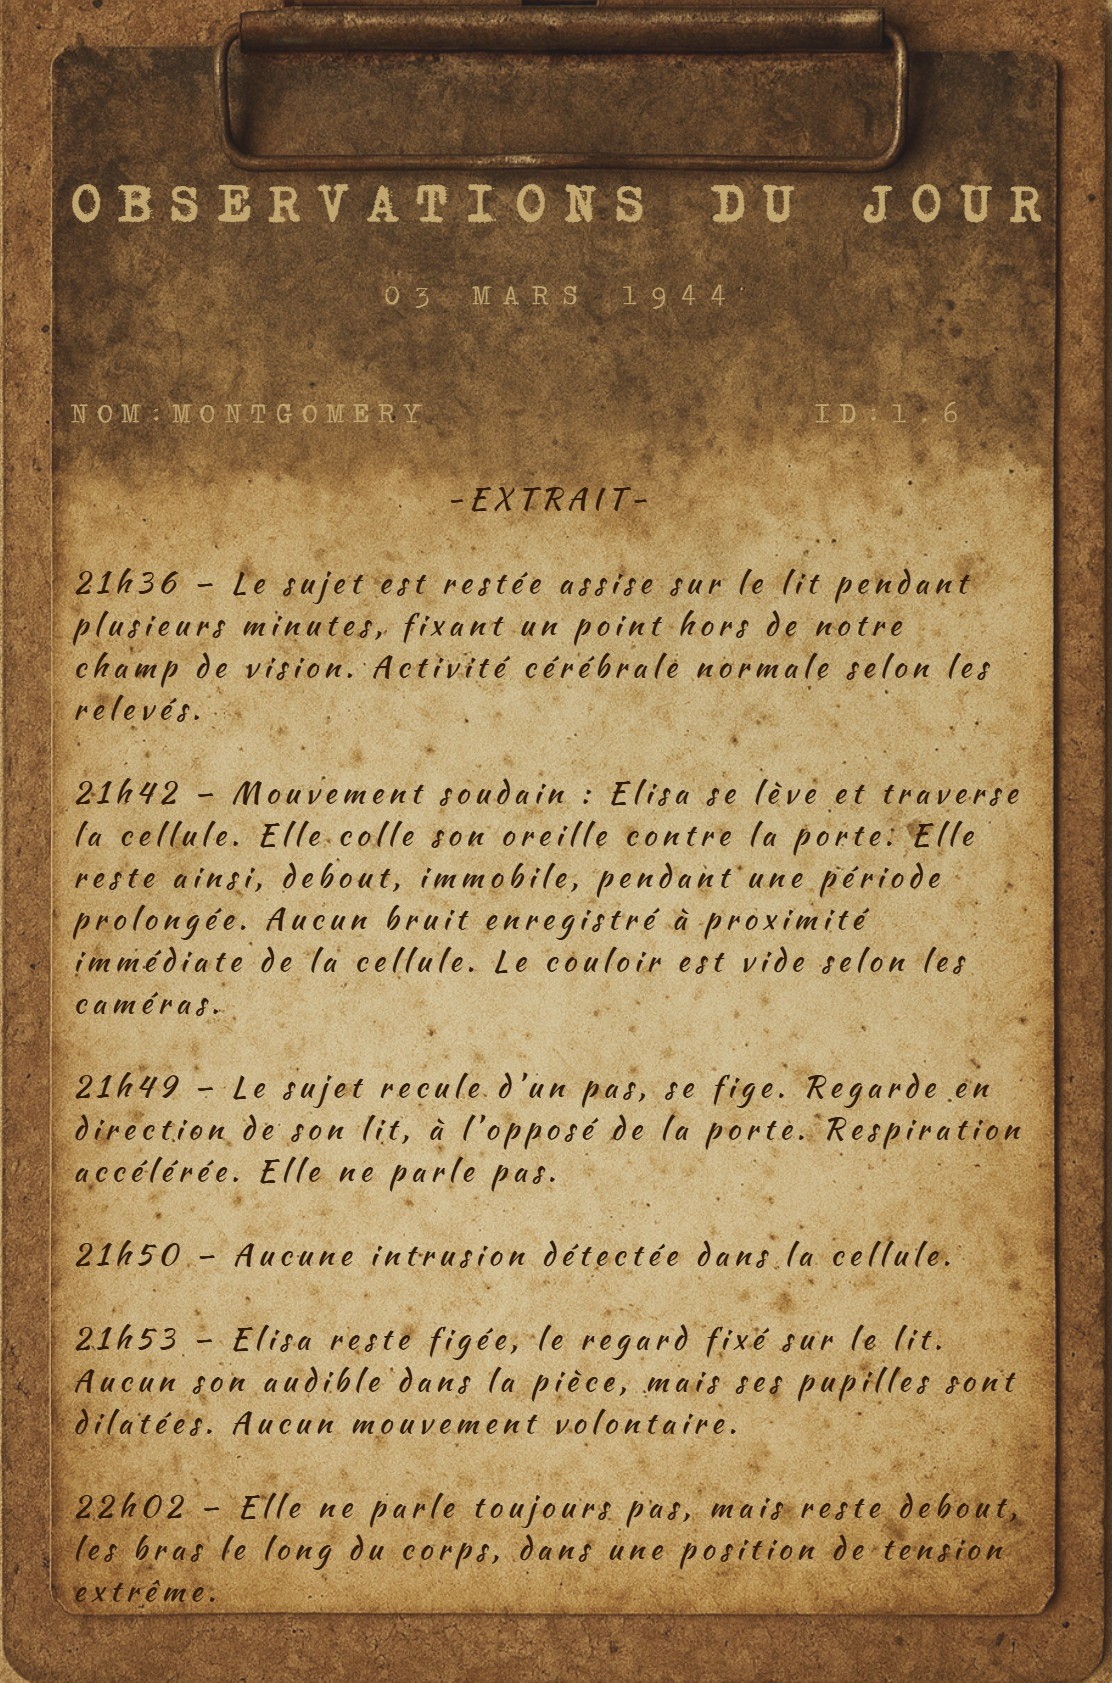 OBSERVATIONS DU JOUR
03 MARS 1944
NOM:MONTGOMERY ID:1.6
-EXTRAIT-
21h36 – Le sujet est restée assise sur le lit pendant
plusieurs minutes, fixant un point hors de notre
champ de vision. Activité cérébrale normale selon les
relevés.
21h42 – Mouvement soudain : Elisa se lève et traverse
la cellule. Elle colle son oreille contre la porte. Elle
reste ainsi, debout, immobile, pendant une période
prolongée. Aucun bruit enregistré à proximité
immédiate de la cellule. Le couloir est vide selon les
caméras.
21h49 – Le sujet recule d'un pas, se fige. Regarde en
direction de son lit, à l'opposé de la porte. Respiration
accélérée. Elle ne parle pas.
21h50 – Aucune intrusion détectée dans la cellule.
21h53 – Elisa reste figée, le regard fixé sur le lit.
Aucun son audible dans la pièce, mais ses pupilles sont
dilatées. Aucun mouvement volontaire.
22h02 – Elle ne parle toujours pas, mais reste debout,
les bras le long du corps, dans une position de tension
extrême.